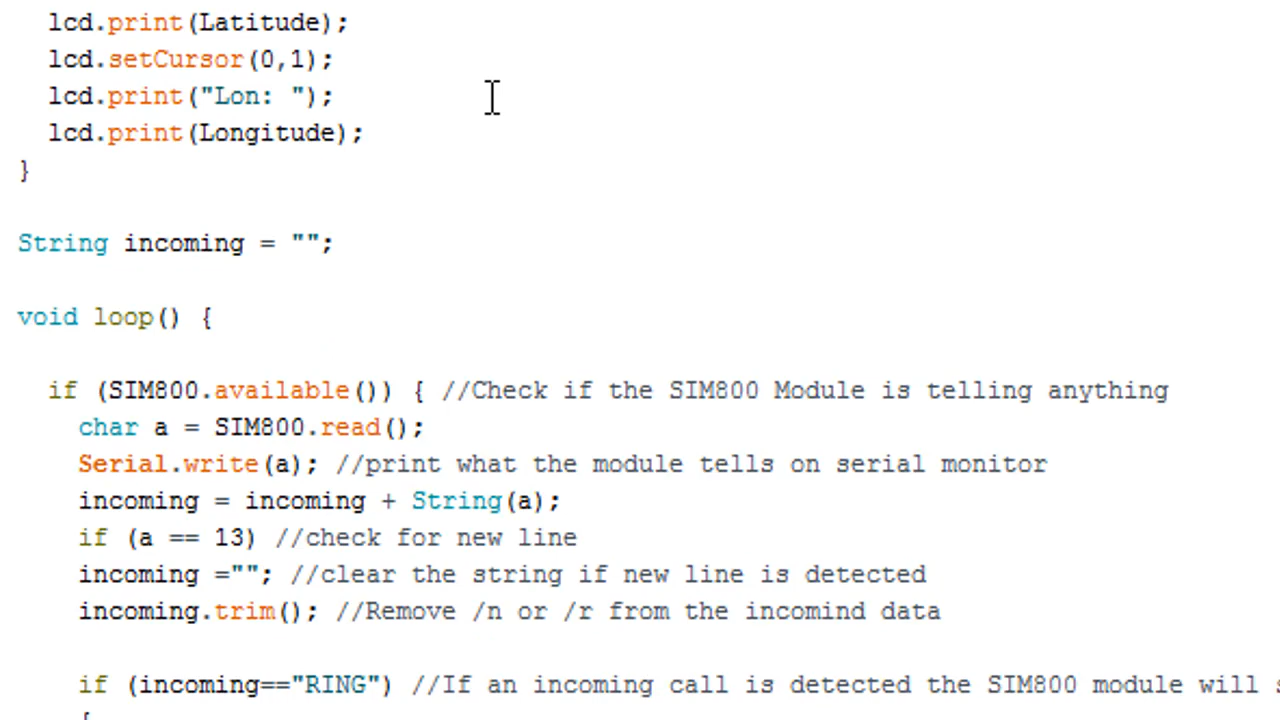 lcd.print(Latitude);
lcd.setCursor(0,1);
lcd.print("Lon: ");
lcd.print(Longitude);
}
String incoming = "";
void loop() {
if (SIM800.available()) { //Check if the SIM800 Module is telling anything
char a = SIM800.read();
Serial.write(a); //print what the module tells on serial monitor
incoming = incoming + String(a);
if (a == 13) //check for new line
incoming =""; //clear the string if new line is detected
incoming.trim(); //Remove /n or /r from the incomind data
if (incoming=="RING") //If an incoming call is detected the SIM800 module will
{